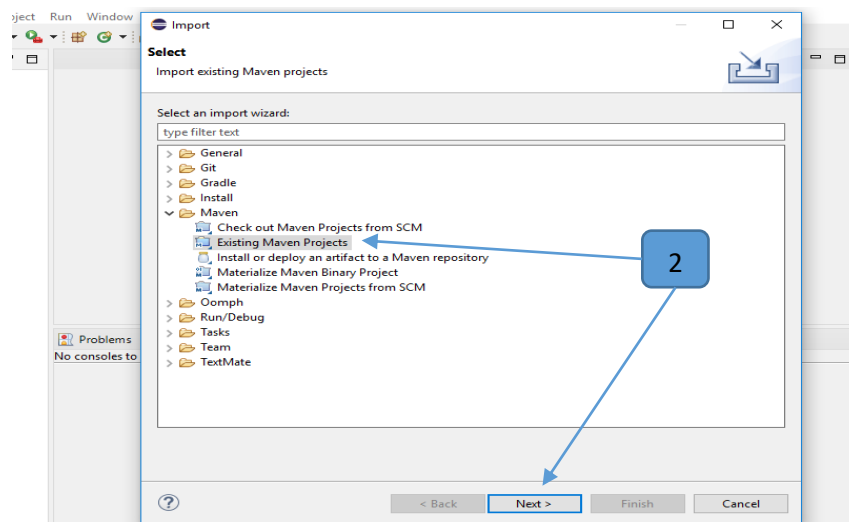 ject Run Window
Import
Select
Import existing Maven projects
Select an import wizard:
type filter text
General
Git
Gradle
Install
Maven
Check out Maven Projects from SCM
Existing Maven Projects
Install or deploy an artifact to a Maven repository
Materialize Maven Binary Project
Materialize Maven Projects from SCM
Oomph
Run/Debug
Tasks
Team
TextMate
2
Problems
No consoles to
?
< Back Next > Finish Cancel